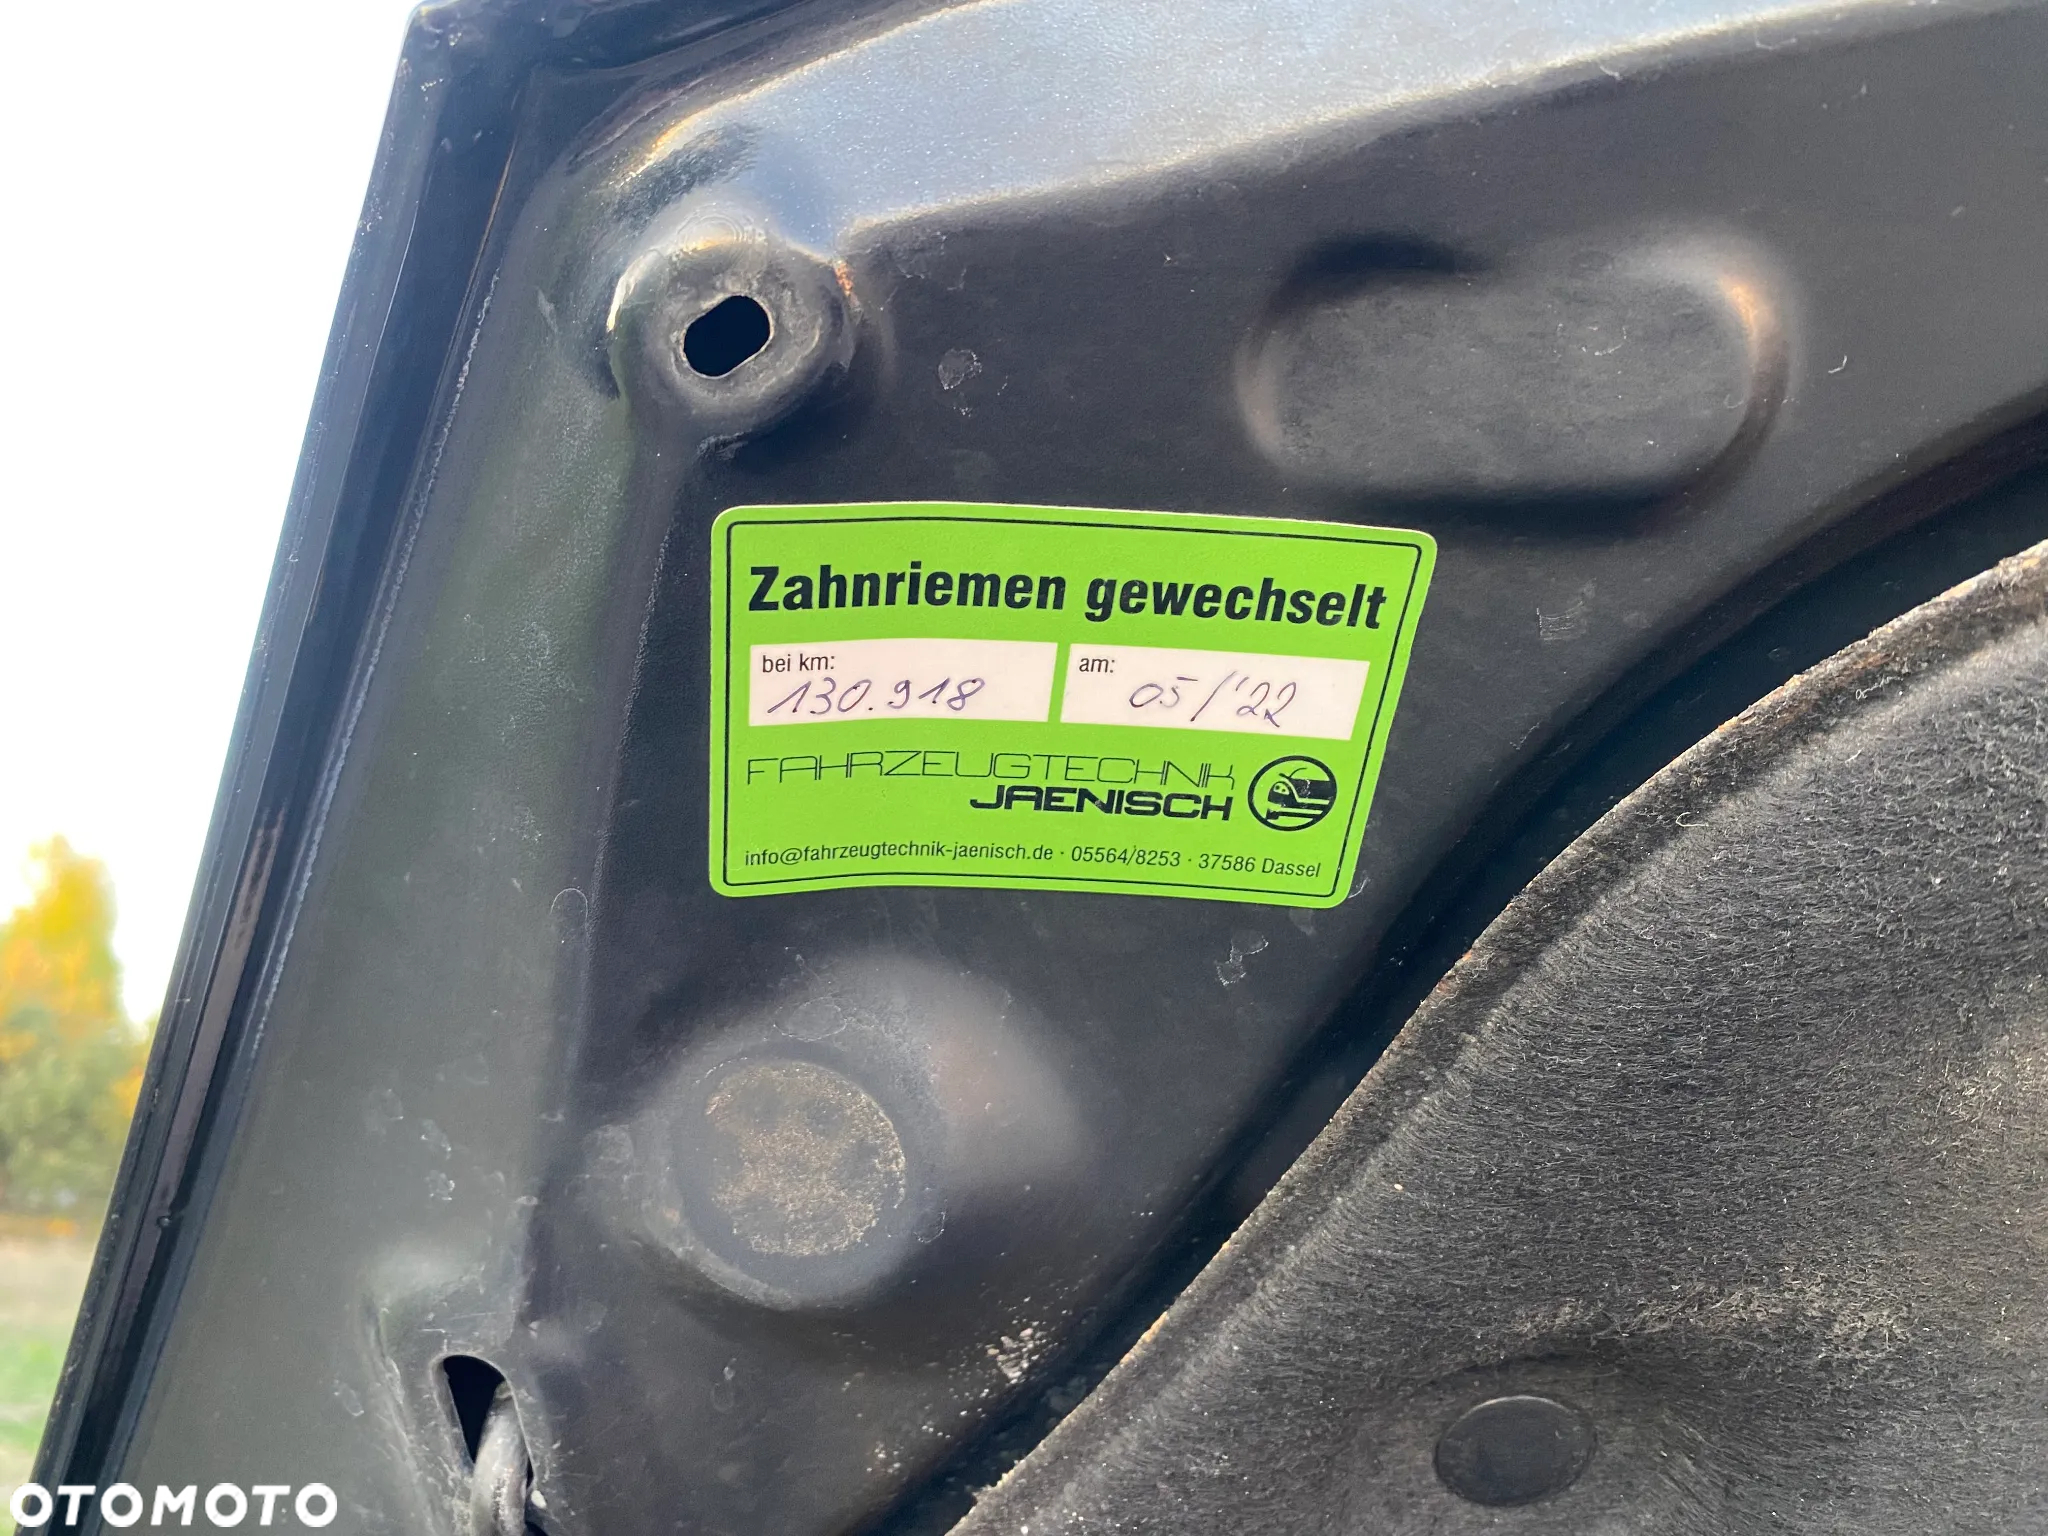 Zahnriemen gewechselt
bei km: am:
130.918 05/'22
FAHRZEUGTECHNIK
JAENISCH
info@fahrzeugtechnik-jaenisch.de · 05564/8253 · 37586 Dassel
OTOMOTO